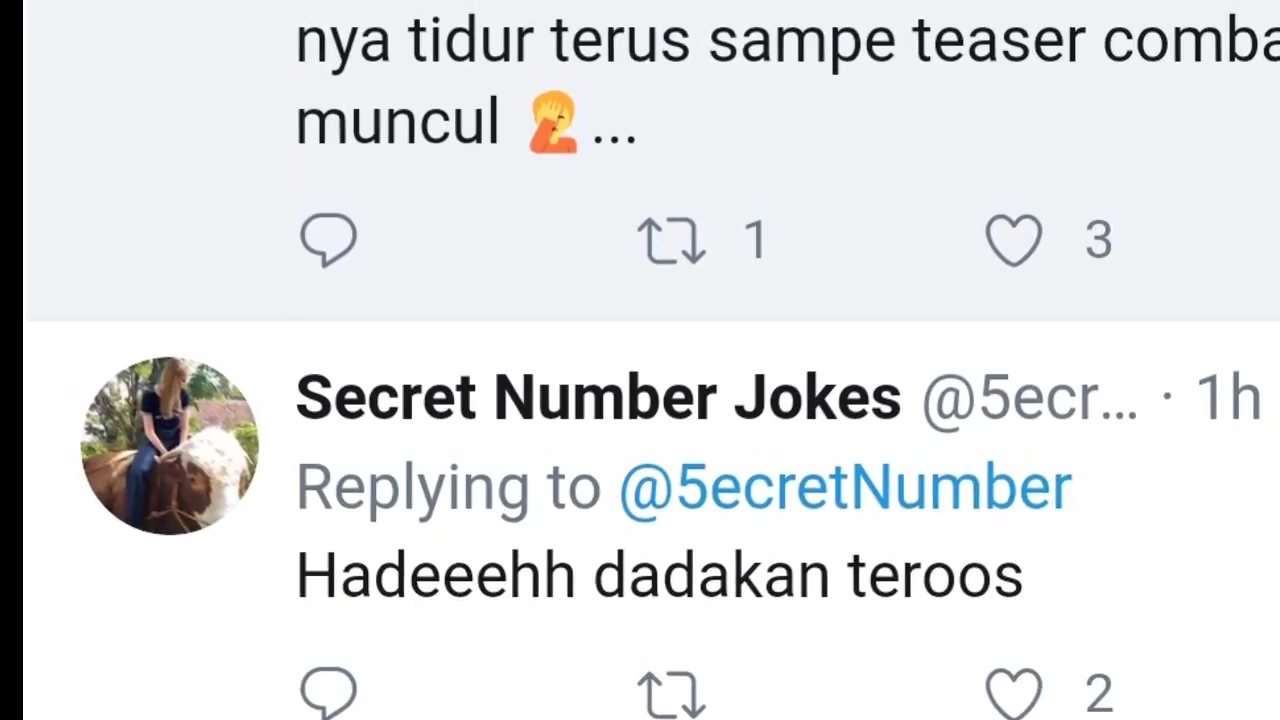 nya tidur terus sampe teaser comba
muncul 🤦...
1 3
Secret Number Jokes @5ecr... · 1h
Replying to @5ecretNumber
Hadeeehh dadakan teroos
2